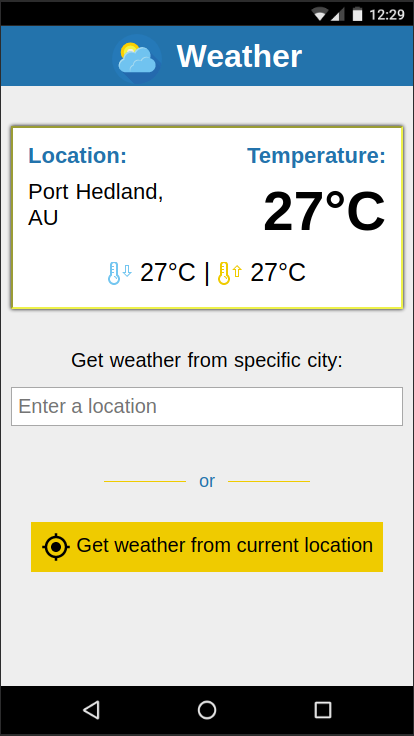 12:29
Weather
Location:
Temperature:
Port Hedland,
AU
27°C
27°C | 27°C
Get weather from specific city:
Enter a location
or
Get weather from current location